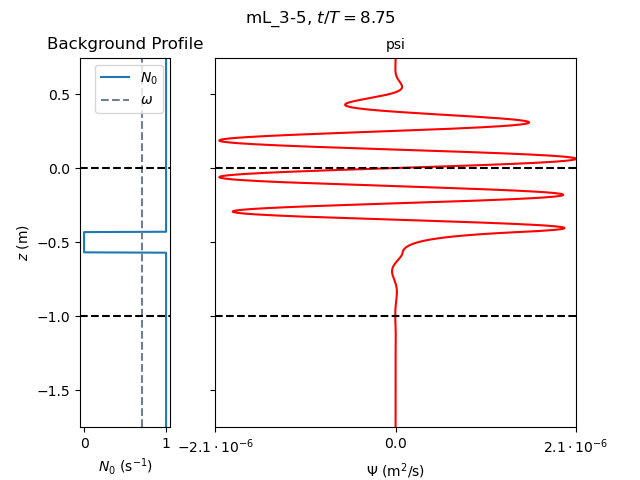 mL_3-5, t/T = 8.75
Background Profile
psi
N₀
ω
0.5
0.0
−0.5
−1.0
−1.5
z (m)
0
1
−2.1 · 10⁻⁶
0.0
2.1 · 10⁻⁶
N₀ (s⁻¹)
Ψ (m²/s)